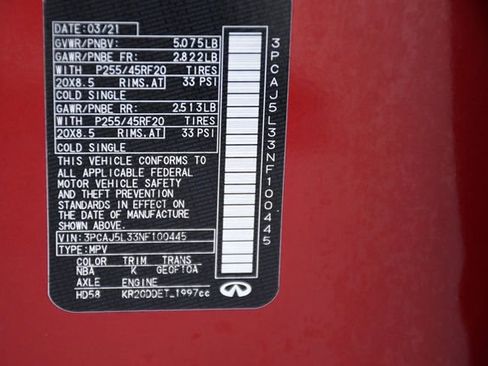 DATE: 03/21
GVWR/PNBV: 5,075LB
GAWR/PNBE FR: 2,822LB
WITH P255/45RF20 TIRES
20X8.5 RIMS.AT 33 PSI
COLD SINGLE
GAWR/PNBE RR: 2,513LB
WITH P255/45RF20 TIRES
20X8.5 RIMS.AT 33 PSI
COLD SINGLE
THIS VEHICLE CONFORMS TO
ALL APPLICABLE FEDERAL
MOTOR VEHICLE SAFETY
AND THEFT PREVENTION
STANDARDS IN EFFECT ON
THE DATE OF MANUFACTURE
SHOWN ABOVE.
VIN: 3PCAJ5L33NF100445
TYPE: MPV
COLOR TRIM TRANS
NBA K GE0F10A
AXLE ENGINE
HD58 KR20DDET_1997cc
3PCAJ5L33NF100445